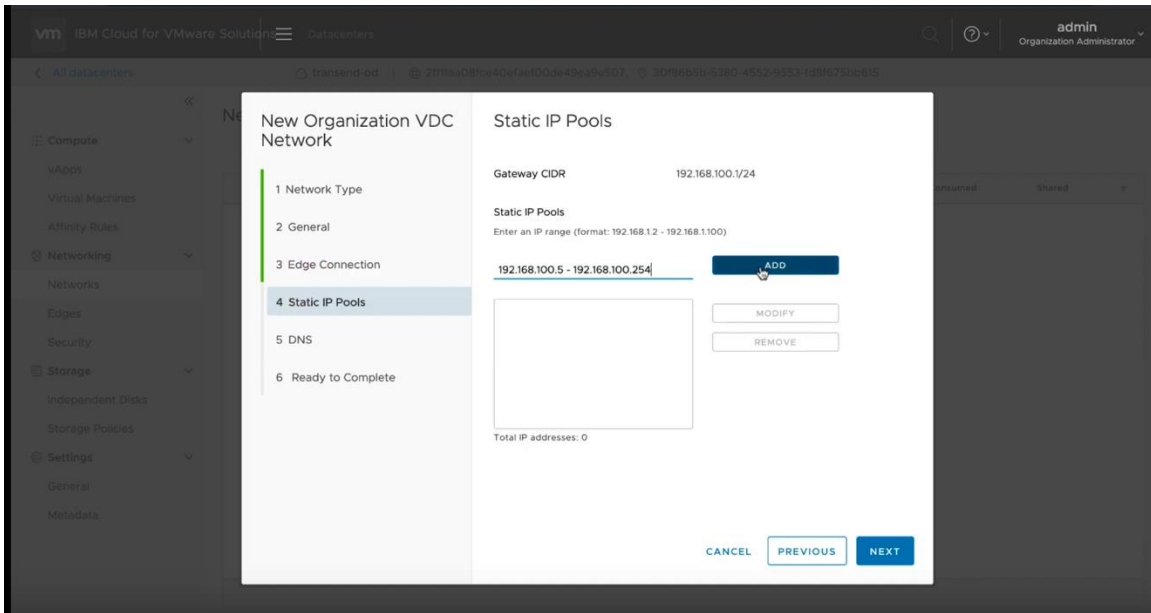 vm IBM Cloud for VMware Solutions Datacenters
admin
Organization Administrator
All datacenters
transend-od
Compute
vApps
Virtual Machines
Affinity Rules
Networking
Networks
Edges
Security
Storage
Independent Disks
Storage Policies
Settings
General
Metadata
Shared
New Organization VDC
Network
1 Network Type
2 General
3 Edge Connection
4 Static IP Pools
5 DNS
6 Ready to Complete
Static IP Pools
Gateway CIDR 192.168.100.1/24
Static IP Pools
Enter an IP range (format: 192.168.1.2 - 192.168.1.100)
192.168.100.5 - 192.168.100.254 ADD
MODIFY
REMOVE
Total IP addresses: 0
CANCEL PREVIOUS NEXT